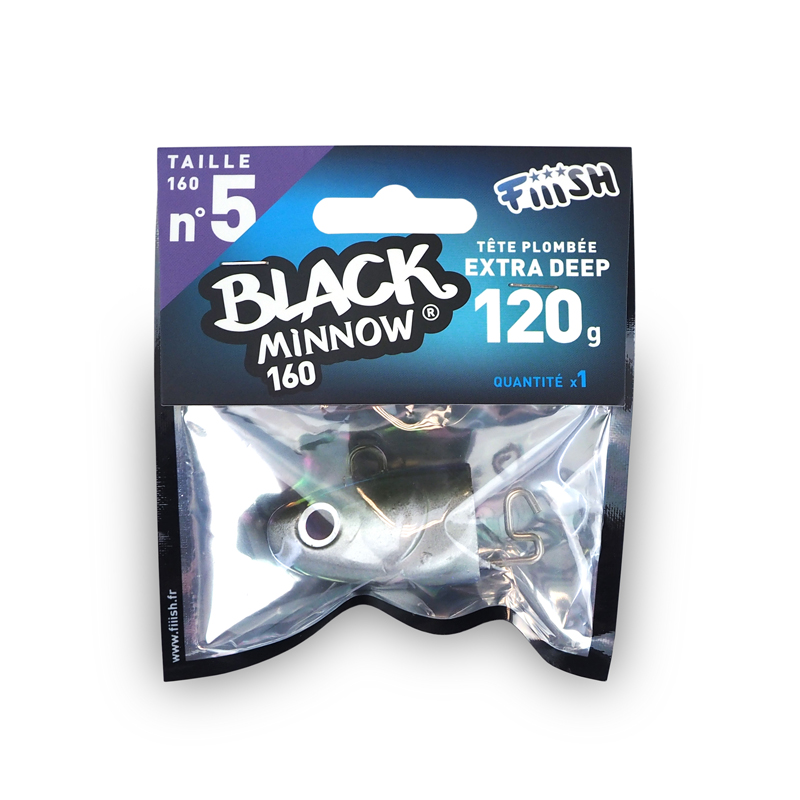 TAILLE
160
n°5
FiiiSH
TÊTE PLOMBÉE
EXTRA DEEP
120g
BLACK
MINNOW®
160
QUANTITÉ x1
www.fiiish.fr